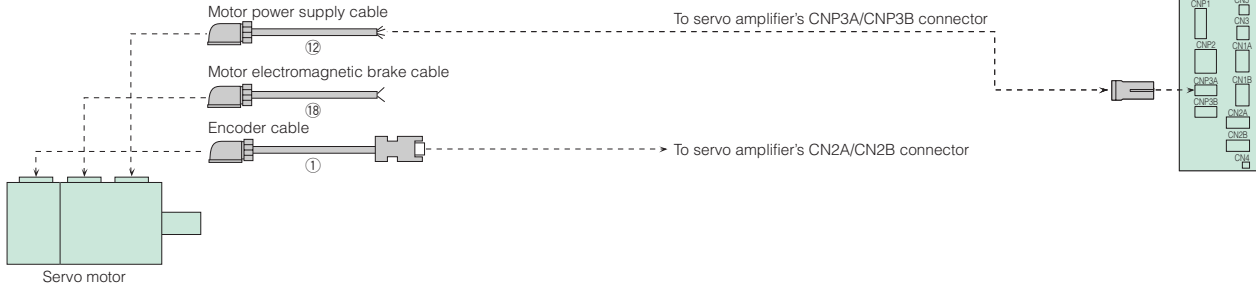 Motor power supply cable
⑫
To servo amplifier's CNP3A/CNP3B connector
Motor electromagnetic brake cable
⑱
Encoder cable
①
To servo amplifier's CN2A/CN2B connector
Servo motor
CNP1
CN3
CNP2
CN1A
CNP3A
CN1B
CNP3B
CN2A
CN2B
CN4